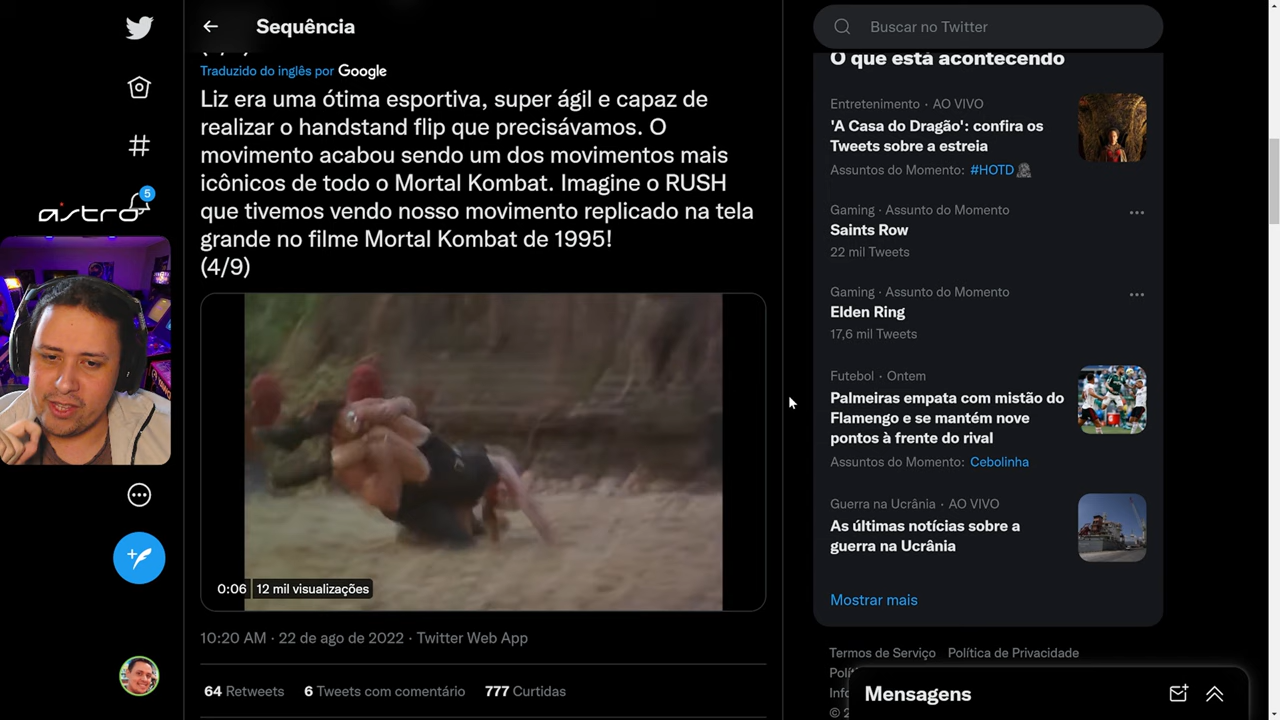 Sequência
Traduzido do inglês por Google
Liz era uma ótima esportiva, super ágil e capaz de
realizar o handstand flip que precisávamos. O
movimento acabou sendo um dos movimentos mais
icônicos de todo o Mortal Kombat. Imagine o RUSH
que tivemos vendo nosso movimento replicado na tela
grande no filme Mortal Kombat de 1995!
(4/9)
0:06 12 mil visualizações
10:20 AM · 22 de ago de 2022 · Twitter Web App
64 Retweets 6 Tweets com comentário 777 Curtidas
5
astro
Buscar no Twitter
O que está acontecendo
Entretenimento · AO VIVO
'A Casa do Dragão': confira os
Tweets sobre a estreia
Assuntos do Momento: #HOTD
Gaming · Assunto do Momento
Saints Row
22 mil Tweets
Gaming · Assunto do Momento
Elden Ring
17,6 mil Tweets
Futebol · Ontem
Palmeiras empata com mistão do
Flamengo e se mantém nove
pontos à frente do rival
Assuntos do Momento: Cebolinha
Guerra na Ucrânia · AO VIVO
As últimas notícias sobre a
guerra na Ucrânia
Mostrar mais
Termos de Serviço Política de Privacidade
Mensagens